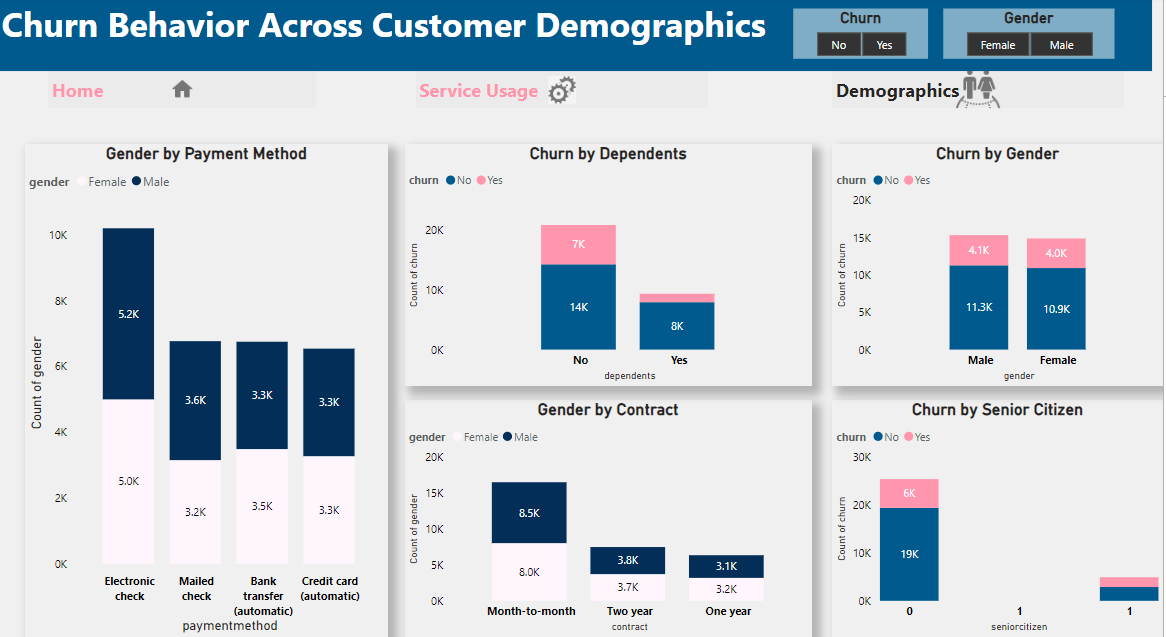 Churn Behavior Across Customer Demographics
Churn
No
Yes
Gender
Female
Male
Home
Service Usage
Demographics
Gender by Payment Method
gender Female Male
Count of gender
10K
8K
6K
4K
2K
0K
5.2K
5.0K
3.6K
3.2K
3.3K
3.5K
3.3K
3.3K
Electronic check
Mailed check
Bank transfer (automatic)
Credit card (automatic)
paymentmethod
Churn by Dependents
churn No Yes
Count of churn
20K
10K
0K
7K
14K
8K
No
Yes
dependents
Churn by Gender
churn No Yes
Count of churn
20K
15K
10K
5K
0K
4.1K
11.3K
4.0K
10.9K
Male
Female
gender
Gender by Contract
gender Female Male
Count of gender
20K
15K
10K
5K
0K
8.5K
8.0K
3.8K
3.7K
3.1K
3.2K
Month-to-month
Two year
One year
contract
Churn by Senior Citizen
churn No Yes
Count of churn
30K
20K
10K
0K
6K
19K
0
1
1
seniorcitizen